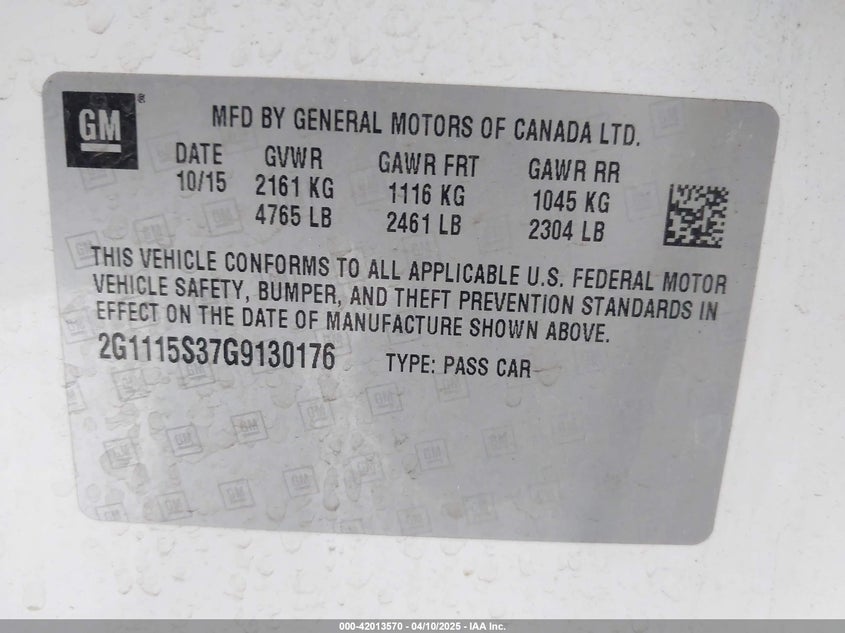 GM ®
MFD BY GENERAL MOTORS OF CANADA LTD.
DATE GVWR GAWR FRT GAWR RR
10/15 2161 KG 1116 KG 1045 KG
4765 LB 2461 LB 2304 LB
THIS VEHICLE CONFORMS TO ALL APPLICABLE U.S. FEDERAL MOTOR
VEHICLE SAFETY, BUMPER, AND THEFT PREVENTION STANDARDS IN
EFFECT ON THE DATE OF MANUFACTURE SHOWN ABOVE.
2G1115S37G9130176 TYPE: PASS CAR
000-42013570 - 04/10/2025 - IAA Inc.